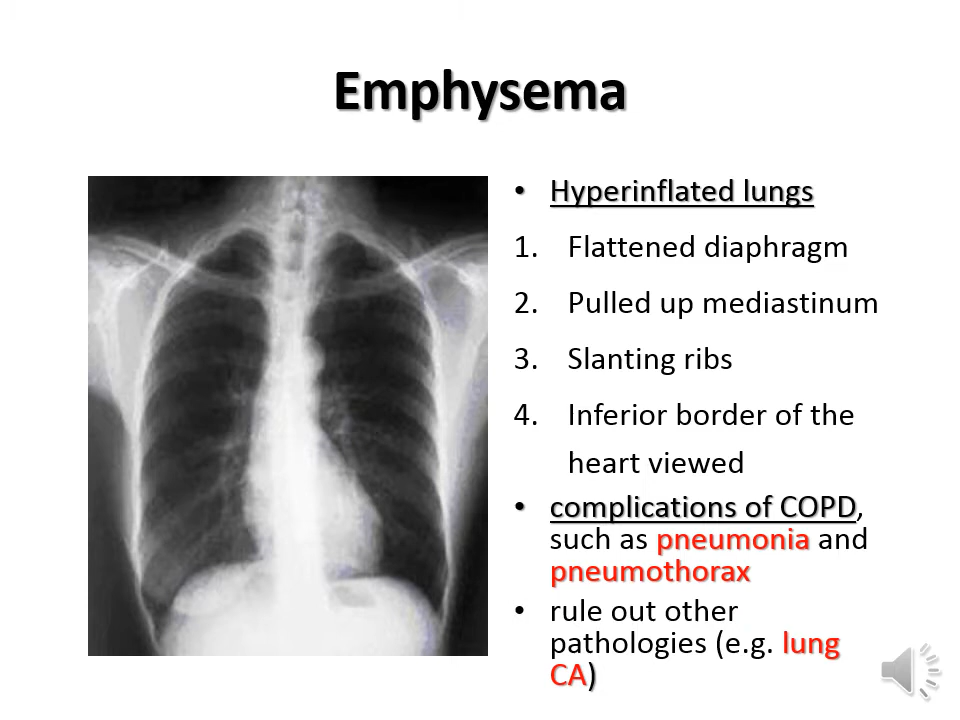 Emphysema
• Hyperinflated lungs
1. Flattened diaphragm
2. Pulled up mediastinum
3. Slanting ribs
4. Inferior border of the
heart viewed
• complications of COPD,
such as pneumonia and
pneumothorax
• rule out other
pathologies (e.g. lung
CA)